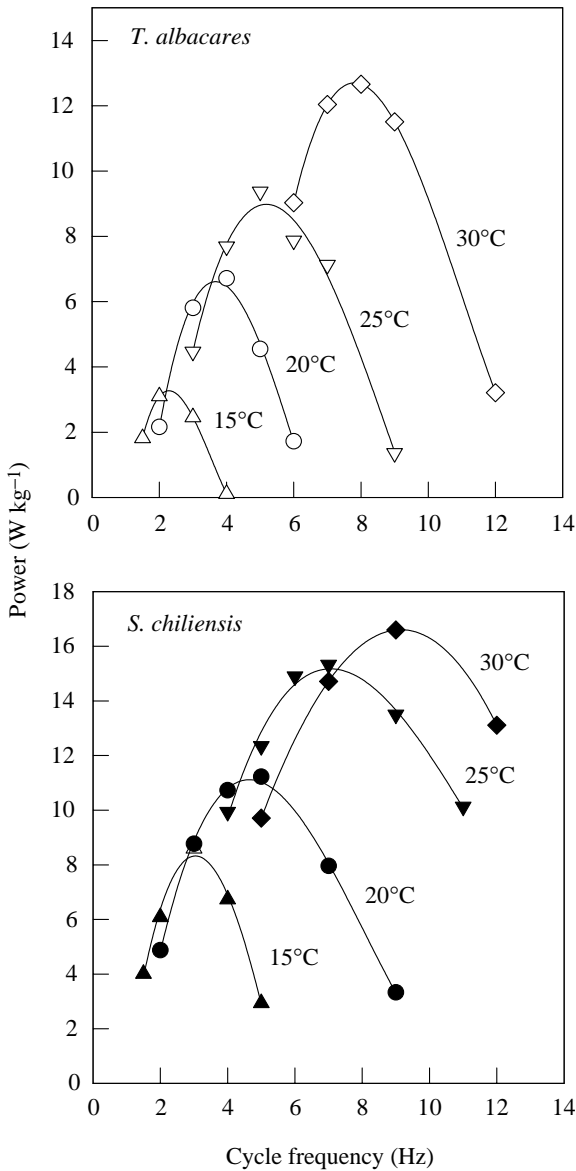 T. albacares
14
12
10
8
6
4
2
0
30°C
25°C
20°C
15°C
0 2 4 6 8 10 12 14
Power (W kg−1)
S. chiliensis
18
16
14
12
10
8
6
4
2
0
30°C
25°C
20°C
15°C
0 2 4 6 8 10 12 14
Cycle frequency (Hz)